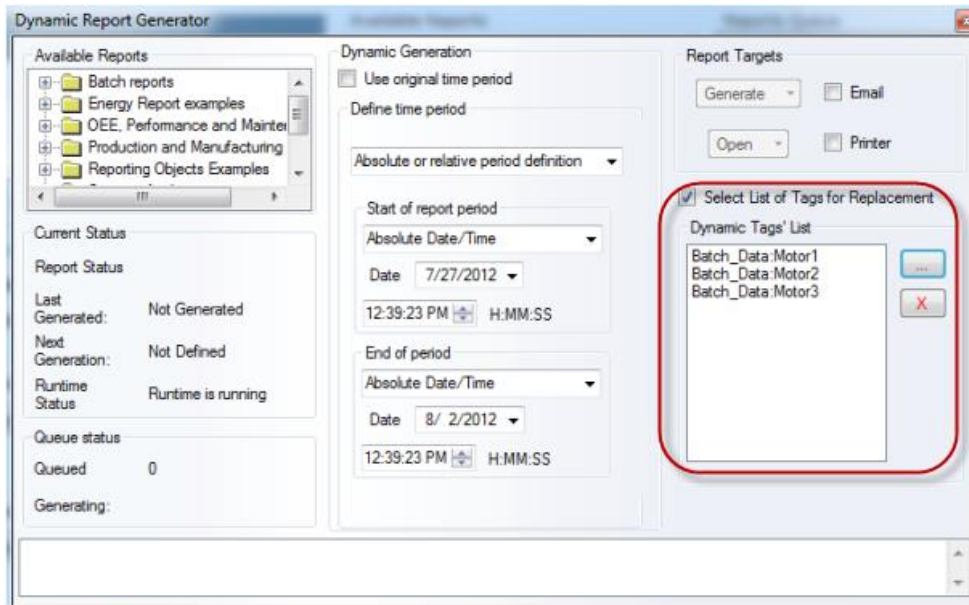 Dynamic Report Generator
Available Reports
Batch reports
Energy Report examples
OEE, Performance and Mainte
Production and Manufacturing
Reporting Objects Examples
Current Status
Report Status
Last Generated: Not Generated
Next Generation: Not Defined
Runtime Status Runtime is running
Queue status
Queued 0
Generating:
Dynamic Generation
Use original time period
Define time period
Absolute or relative period definition
Start of report period
Absolute Date/Time
Date 7/27/2012
12:39:23 PM H:MM:SS
End of period
Absolute Date/Time
Date 8/ 2/2012
12:39:23 PM H:MM:SS
Report Targets
Generate Email
Open Printer
Select List of Tags for Replacement
Dynamic Tags' List
Batch_Data:Motor1
Batch_Data:Motor2
Batch_Data:Motor3
...
X